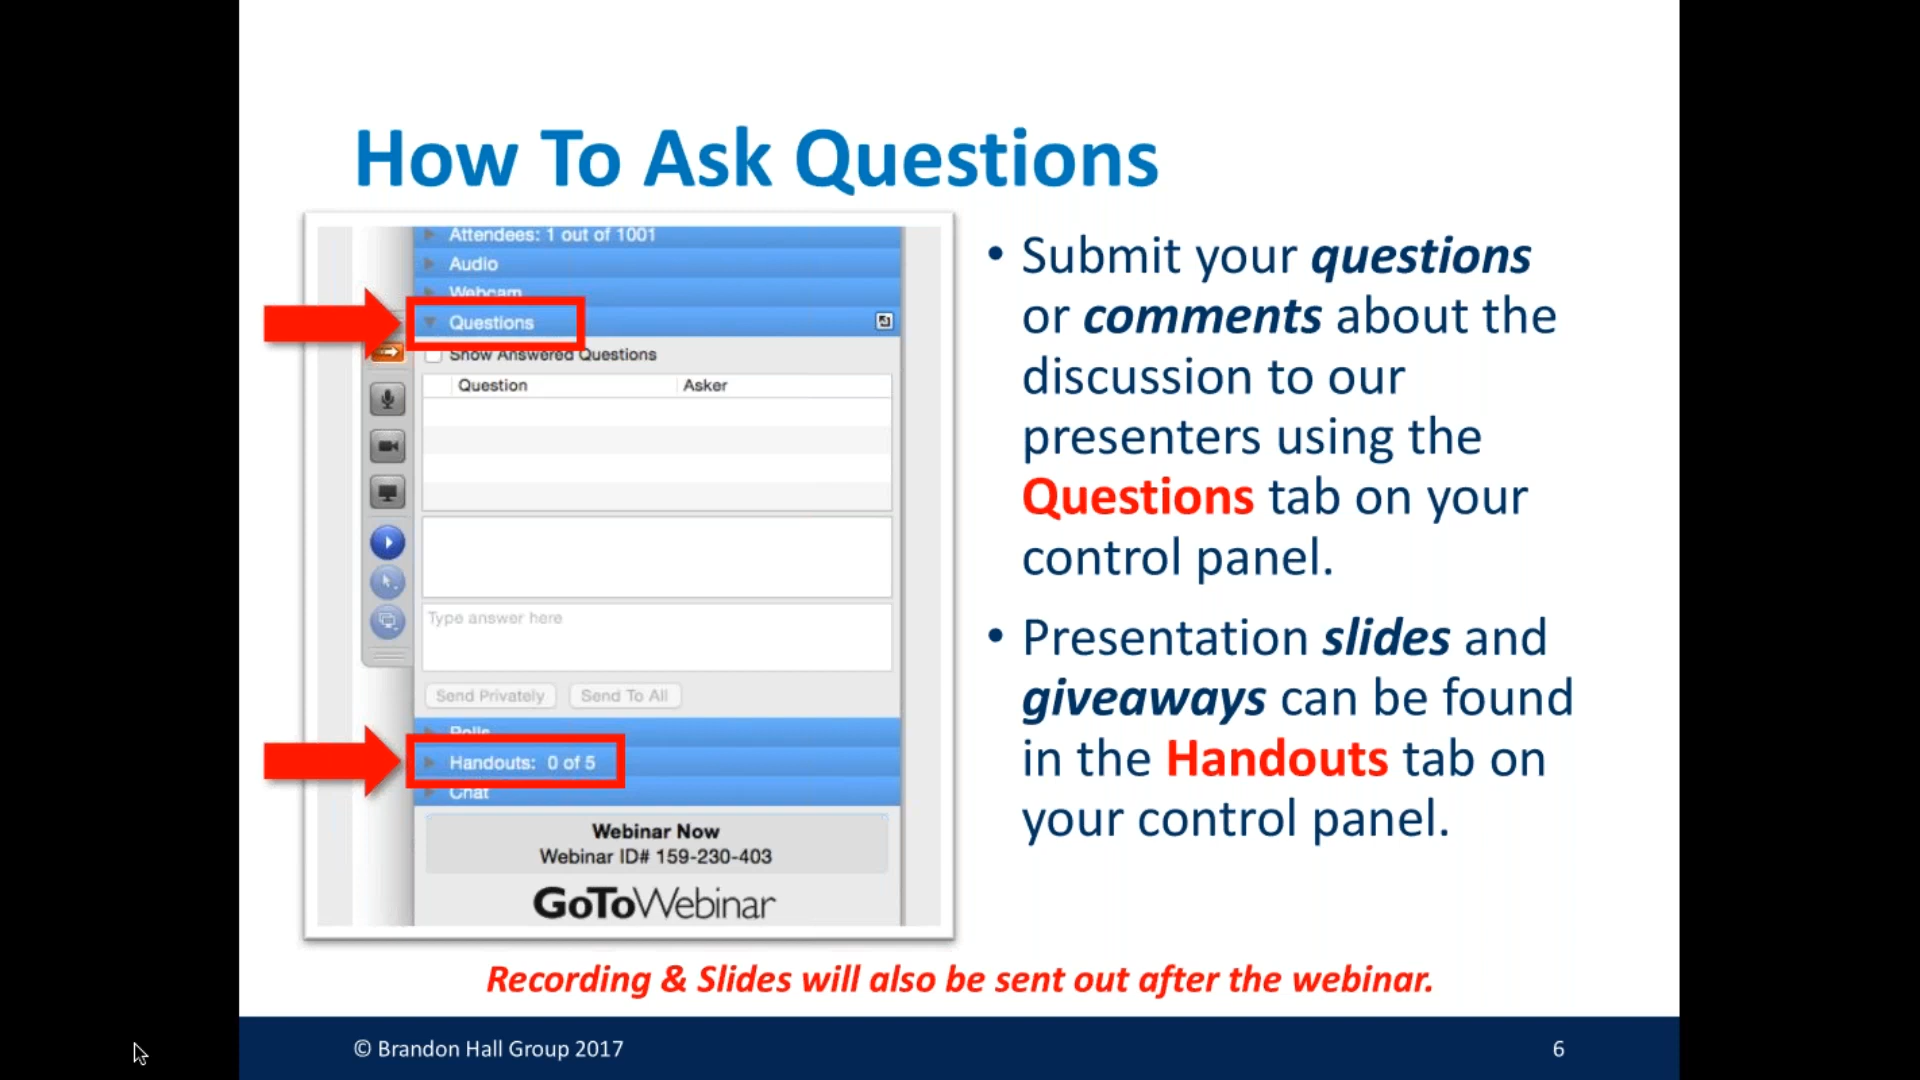 How To Ask Questions
Attendees: 1 out of 1001
Audio
Webcam
Questions
Show Answered Questions
Question Asker
Type answer here
Send Privately Send To All
Polls
Handouts: 0 of 5
Chat
Webinar Now
Webinar ID# 159-230-403
GoToWebinar
• Submit your questions
or comments about the
discussion to our
presenters using the
Questions tab on your
control panel.
• Presentation slides and
giveaways can be found
in the Handouts tab on
your control panel.
Recording & Slides will also be sent out after the webinar.
© Brandon Hall Group 2017
6